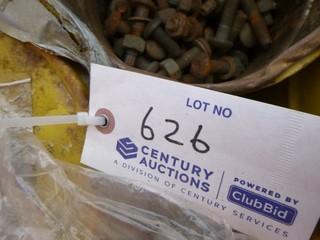 LOT NO
626
CENTURY
AUCTIONS
A DIVISION OF CENTURY SERVICES
POWERED BY
ClubBid